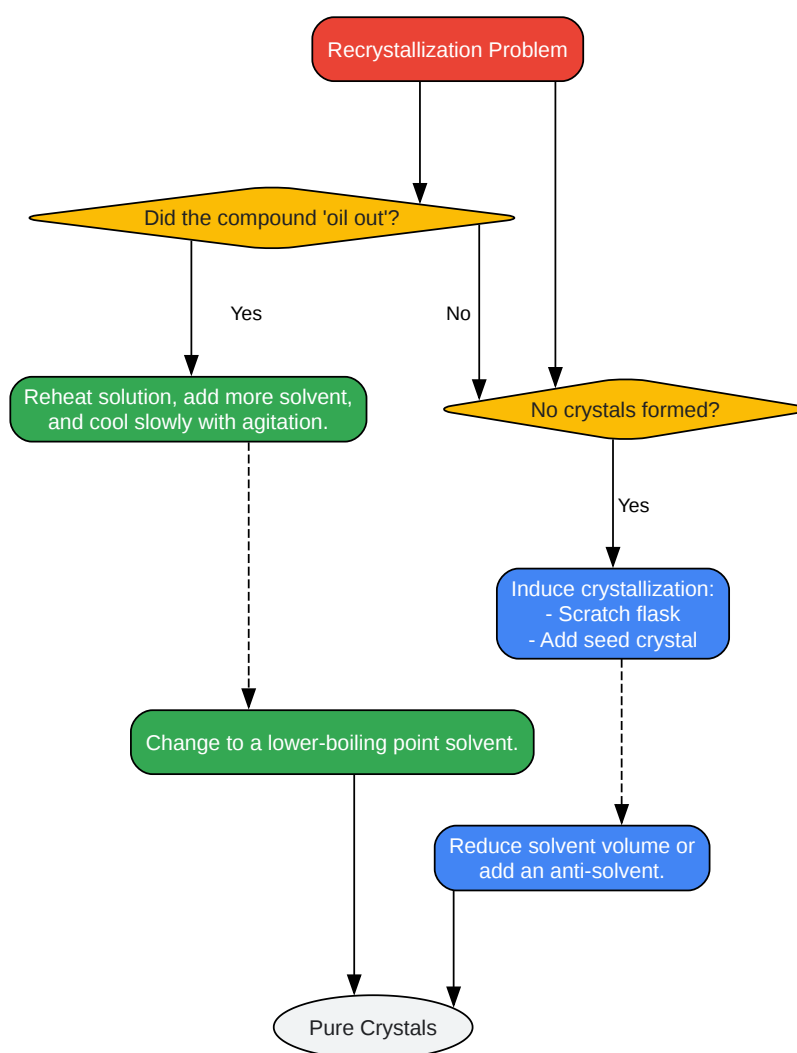 Recrystallization Problem
Did the compound 'oil out'?
Yes
No
Reheat solution, add more solvent,
and cool slowly with agitation.
No crystals formed?
Yes
Induce crystallization:
- Scratch flask
- Add seed crystal
Change to a lower-boiling point solvent.
Reduce solvent volume or
add an anti-solvent.
Pure Crystals